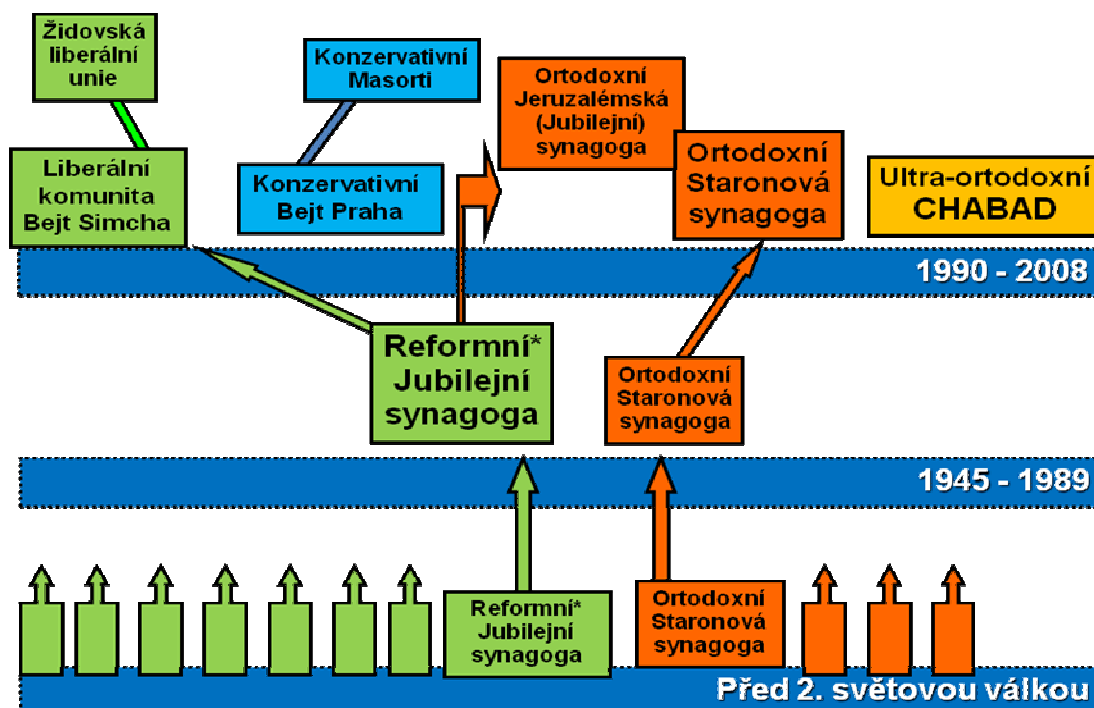 Židovská
liberální
unie
Konzervativní
Masorti
Ortodoxní
Jeruzalémská
(Jubilejní)
synagoga
Liberální
komunita
Bejt Simcha
Konzervativní
Bejt Praha
Ortodoxní
Staronová
synagoga
Ultra-ortodoxní
CHABAD
1990 - 2008
Reformní*
Jubilejní
synagoga
Ortodoxní
Staronová
synagoga
1945 - 1989
Reformní*
Jubilejní
synagoga
Ortodoxní
Staronová
synagoga
Před 2. světovou válkou